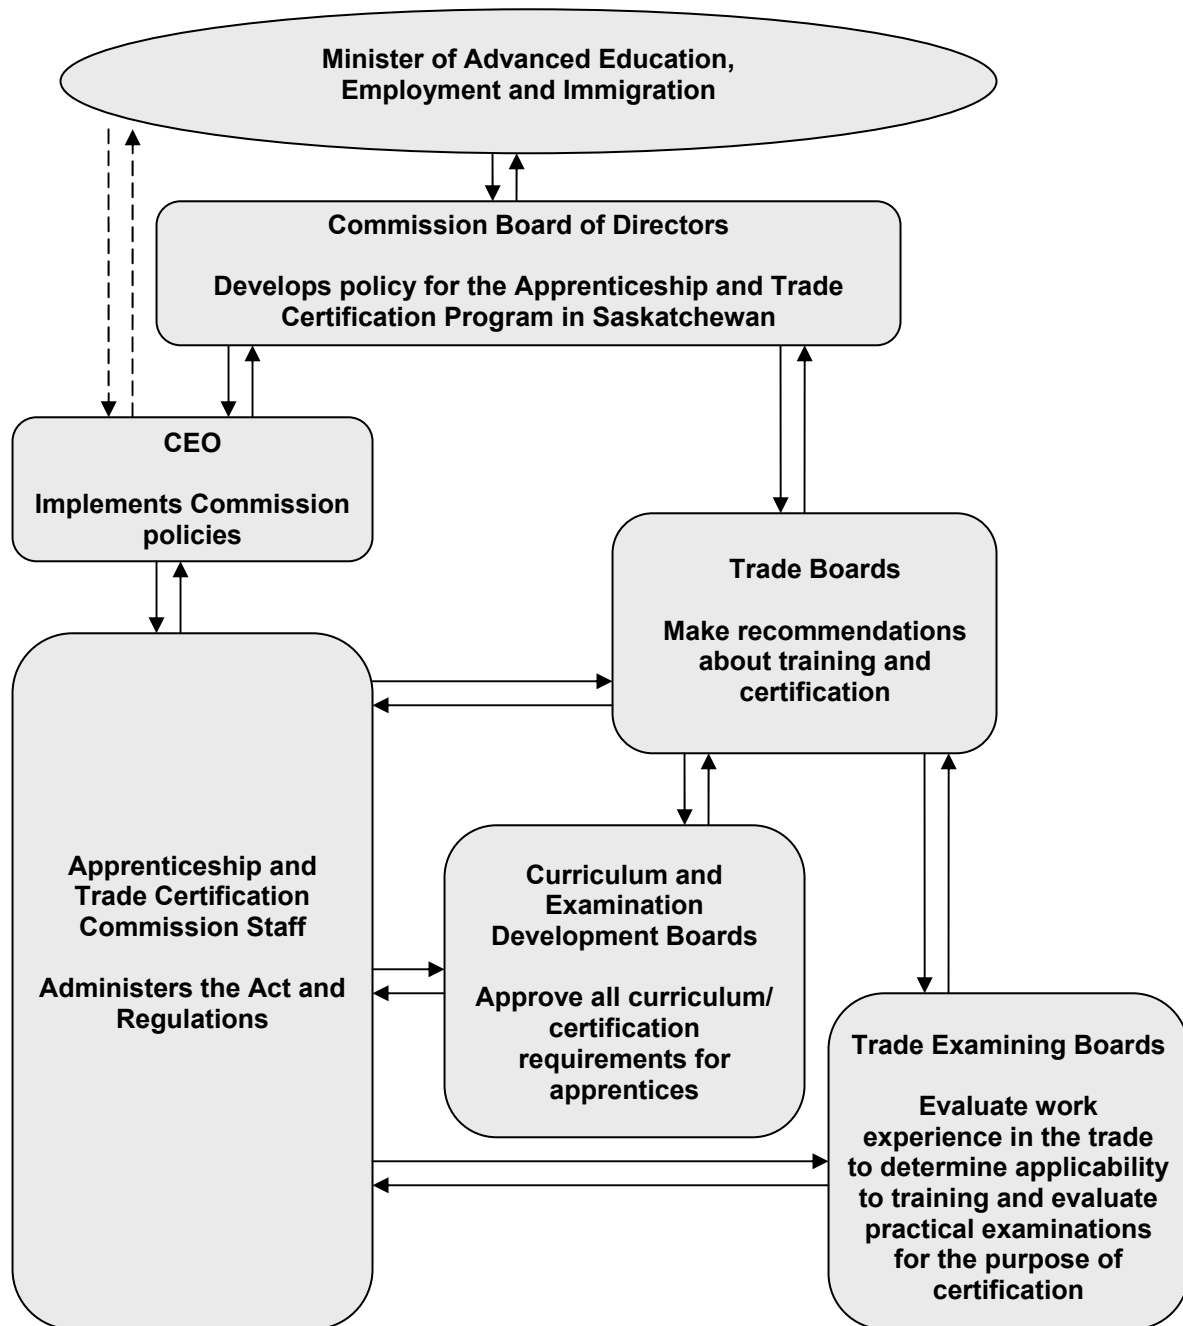 Minister of Advanced Education,
Employment and Immigration
Commission Board of Directors
Develops policy for the Apprenticeship and Trade
Certification Program in Saskatchewan
CEO
Implements Commission
policies
Trade Boards
Make recommendations
about training and
certification
Apprenticeship and
Trade Certification
Commission Staff
Administers the Act and
Regulations
Curriculum and
Examination
Development Boards
Approve all curriculum/
certification
requirements for
apprentices
Trade Examining Boards
Evaluate work
experience in the trade
to determine applicability
to training and evaluate
practical examinations
for the purpose of
certification